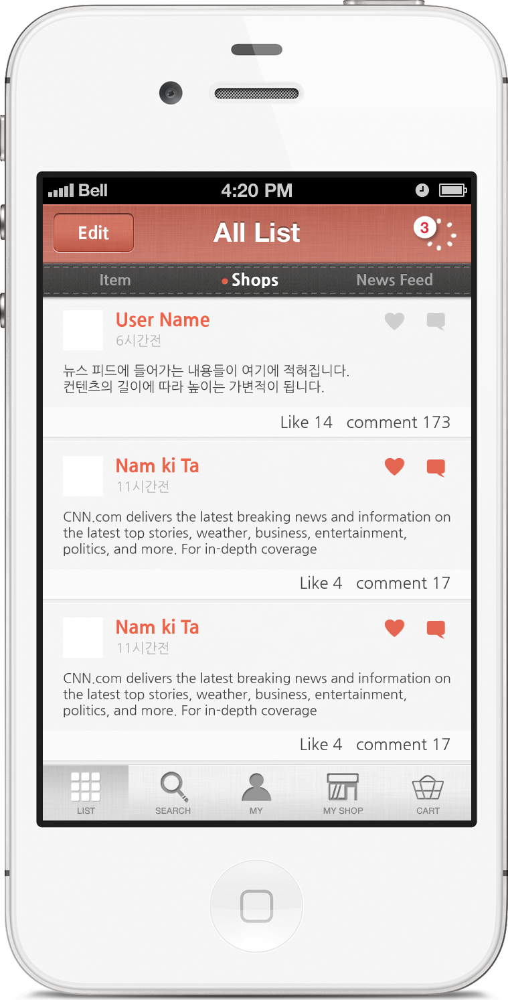 Bell 4:20 PM
Edit All List 3
Item Shops News Feed
User Name
6시간전
뉴스 피드에 들어가는 내용들이 여기에 적혀집니다.
컨텐츠의 길이에 따라 높이는 가변적이 됩니다.
Like 14 comment 173
Nam ki Ta
11시간전
CNN.com delivers the latest breaking news and information on
the latest top stories, weather, business, entertainment,
politics, and more. For in-depth coverage
Like 4 comment 17
Nam ki Ta
11시간전
CNN.com delivers the latest breaking news and information on
the latest top stories, weather, business, entertainment,
politics, and more. For in-depth coverage
Like 4 comment 17
LIST SEARCH MY MY SHOP CART